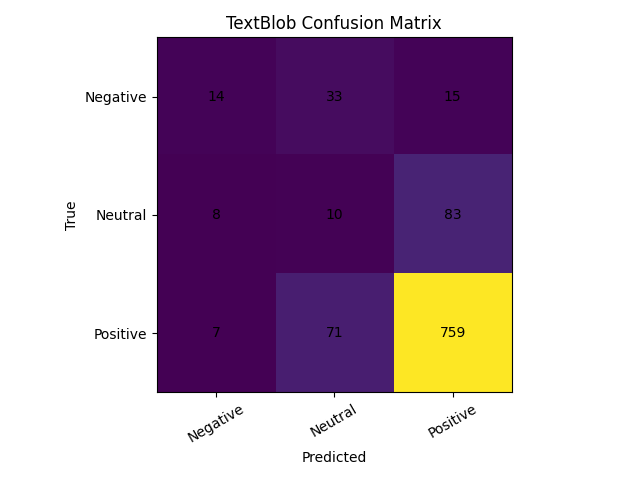 TextBlob Confusion Matrix
True
Negative 14 33 15
Neutral 8 10 83
Positive 7 71 759
Negative Neutral Positive
Predicted